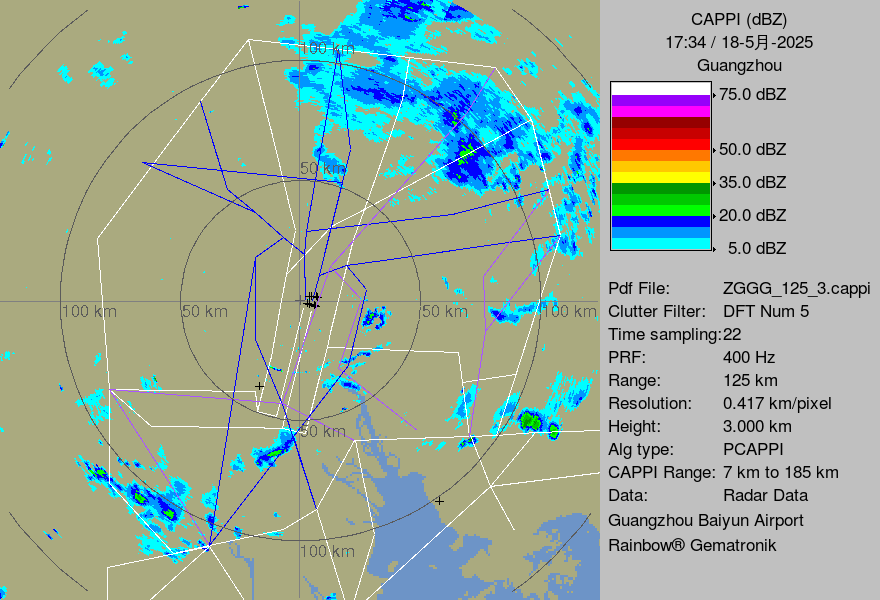 CAPPI (dBZ)
17:34 / 18-5月-2025
Guangzhou
75.0 dBZ
50.0 dBZ
35.0 dBZ
20.0 dBZ
5.0 dBZ
Pdf File: ZGGG_125_3.cappi
Clutter Filter: DFT Num 5
Time sampling:22
PRF: 400 Hz
Range: 125 km
Resolution: 0.417 km/pixel
Height: 3.000 km
Alg type: PCAPPI
CAPPI Range: 7 km to 185 km
Data: Radar Data
Guangzhou Baiyun Airport
Rainbow® Gematronik
100 km
50 km
100 km
50 km
50 km
100 km
50 km
100 km